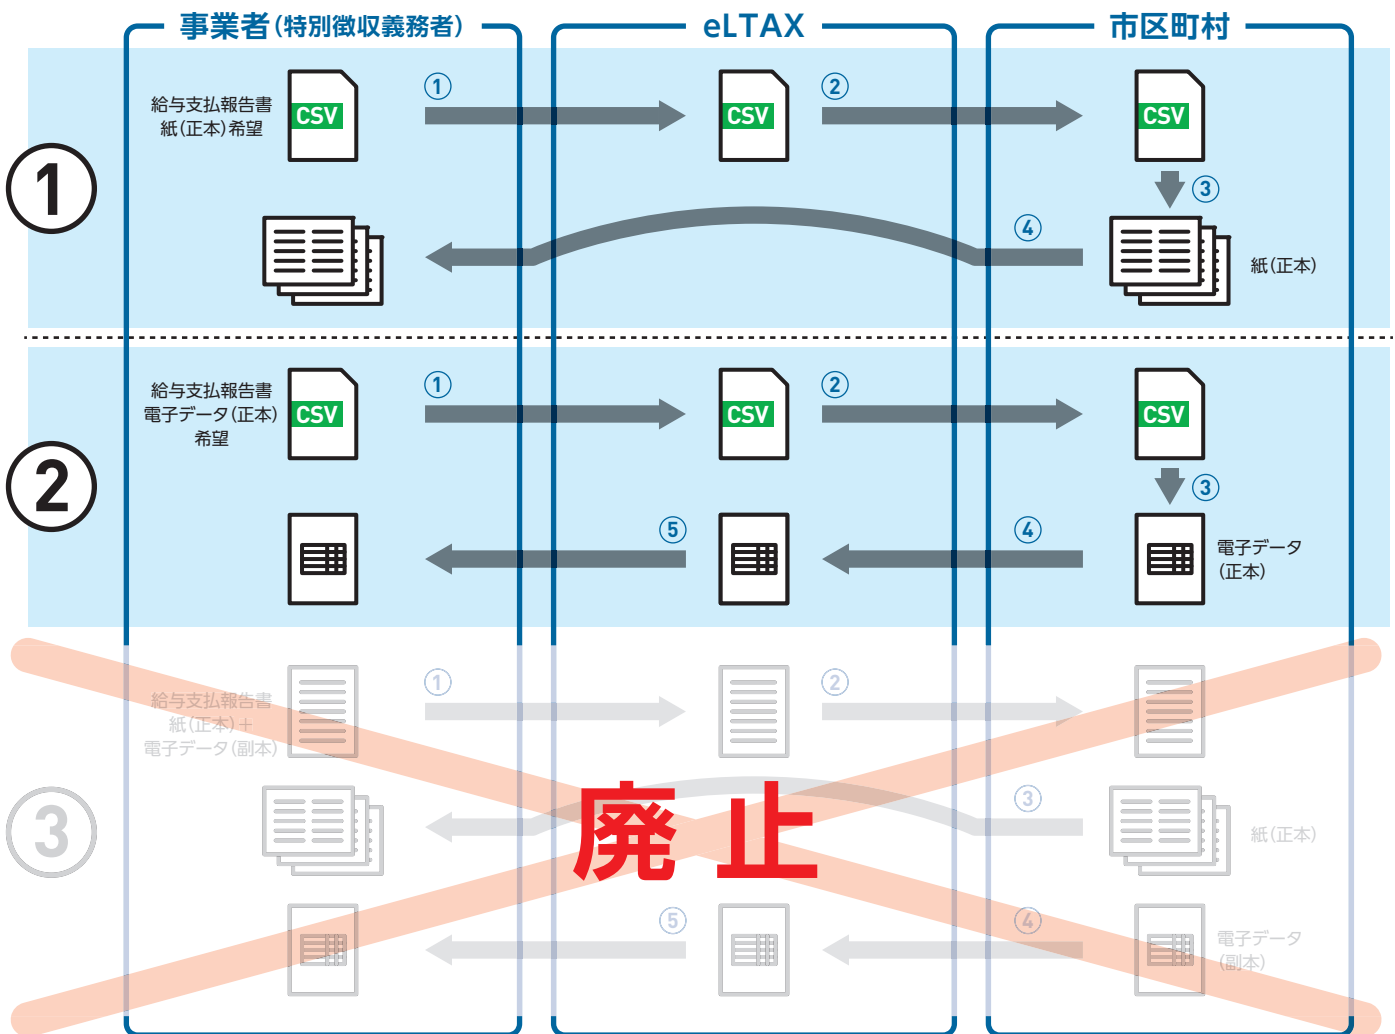 事業者(特別徴収義務者)
eLTAX
市区町村
①
給与支払報告書
紙(正本)希望
CSV
①
CSV
②
CSV
③
④
紙(正本)
②
給与支払報告書
電子データ(正本)
希望
CSV
①
CSV
②
CSV
③
⑤
④
電子データ
(正本)
③
給与支払報告書
紙(正本)+
電子データ(副本)
①
②
廃止
③
紙(正本)
⑤
④
電子データ
(副本)